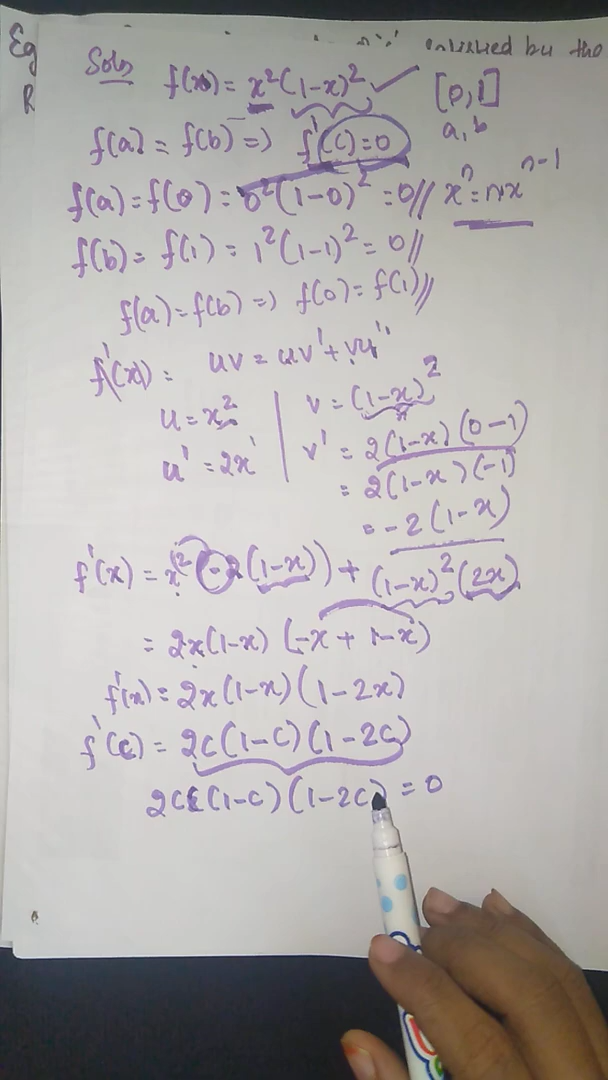 Eg enlisted by the
R
Soln f(x) = x²(1-x)² ✓ [0,1]
a, b
f(a) = f(b) => f'(c)=0
f(a) = f(0) = 0²(1-0)² = 0// xⁿ = nxⁿ⁻¹
f(b) = f(1) = 1²(1-1)² = 0//
f(a) = f(b) => f(0) = f(1)//
f'(x) = uv = uv' + vu'
u = x² | v = (1-x)²
u' = 2x' | v' = 2(1-x)(0-1)
= 2(1-x)(-1)
= -2(1-x)
f'(x) = x²(-2(1-x)) + (1-x)²(2x)
= 2x(1-x)(-x+1-x)
f'(x) = 2x(1-x)(1-2x)
f'(c) = 2c(1-c)(1-2c)
2c(1-c)(1-2c) = 0